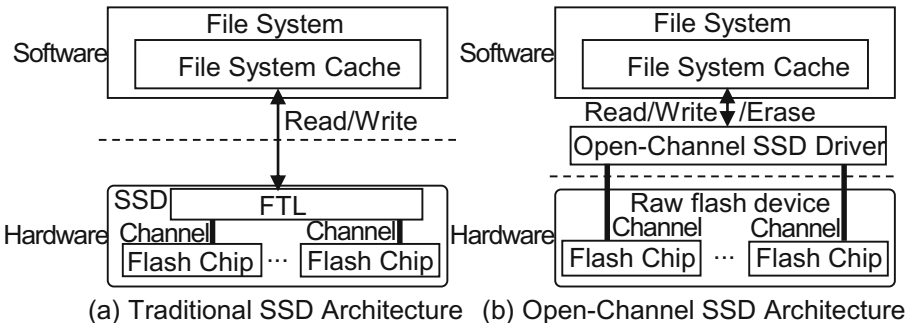 File System
Software
File System Cache
Read/Write
SSD
FTL
Hardware
Channel
Channel
Flash Chip
...
Flash Chip
(a) Traditional SSD Architecture
File System
Software
File System Cache
Read/Write /Erase
Open-Channel SSD Driver
Raw flash device
Hardware
Channel
Channel
Flash Chip
...
Flash Chip
(b) Open-Channel SSD Architecture